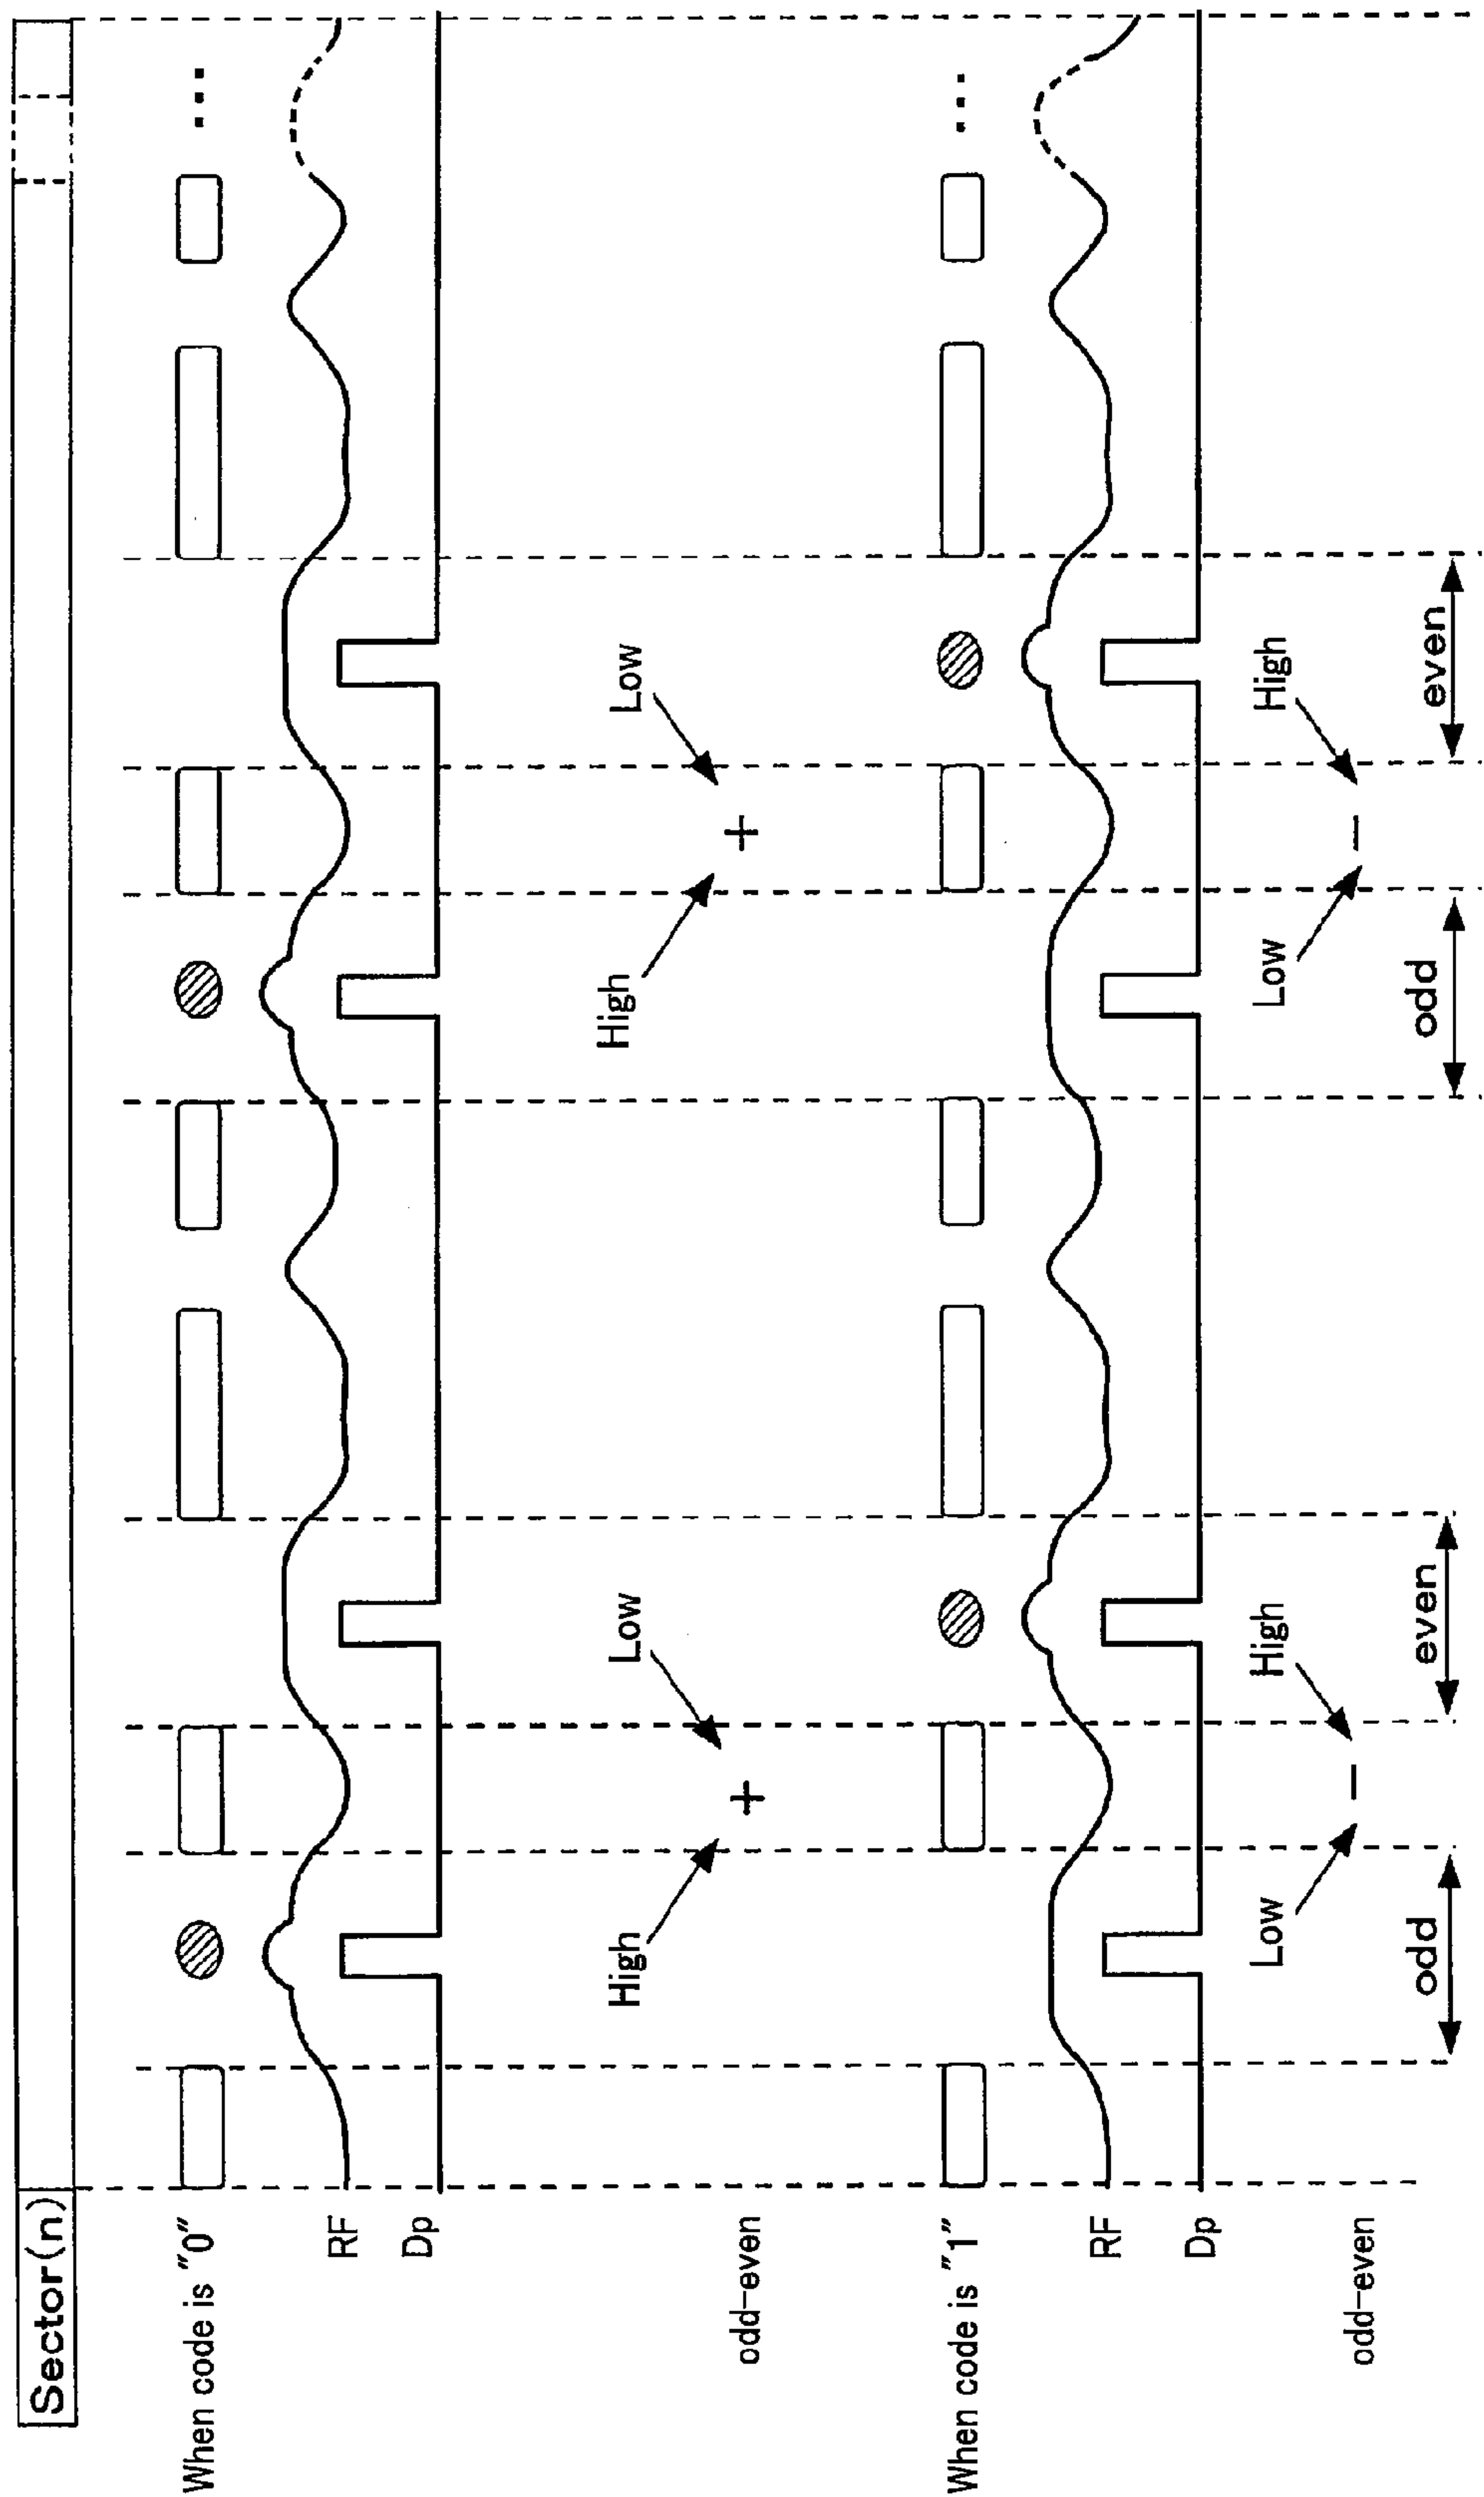 Sector(n)
When code is "0"
RF
Dp
High Low High Low
odd-even + +
When code is "1"
RF
Dp
Low High Low High
odd-even − −
odd even odd even